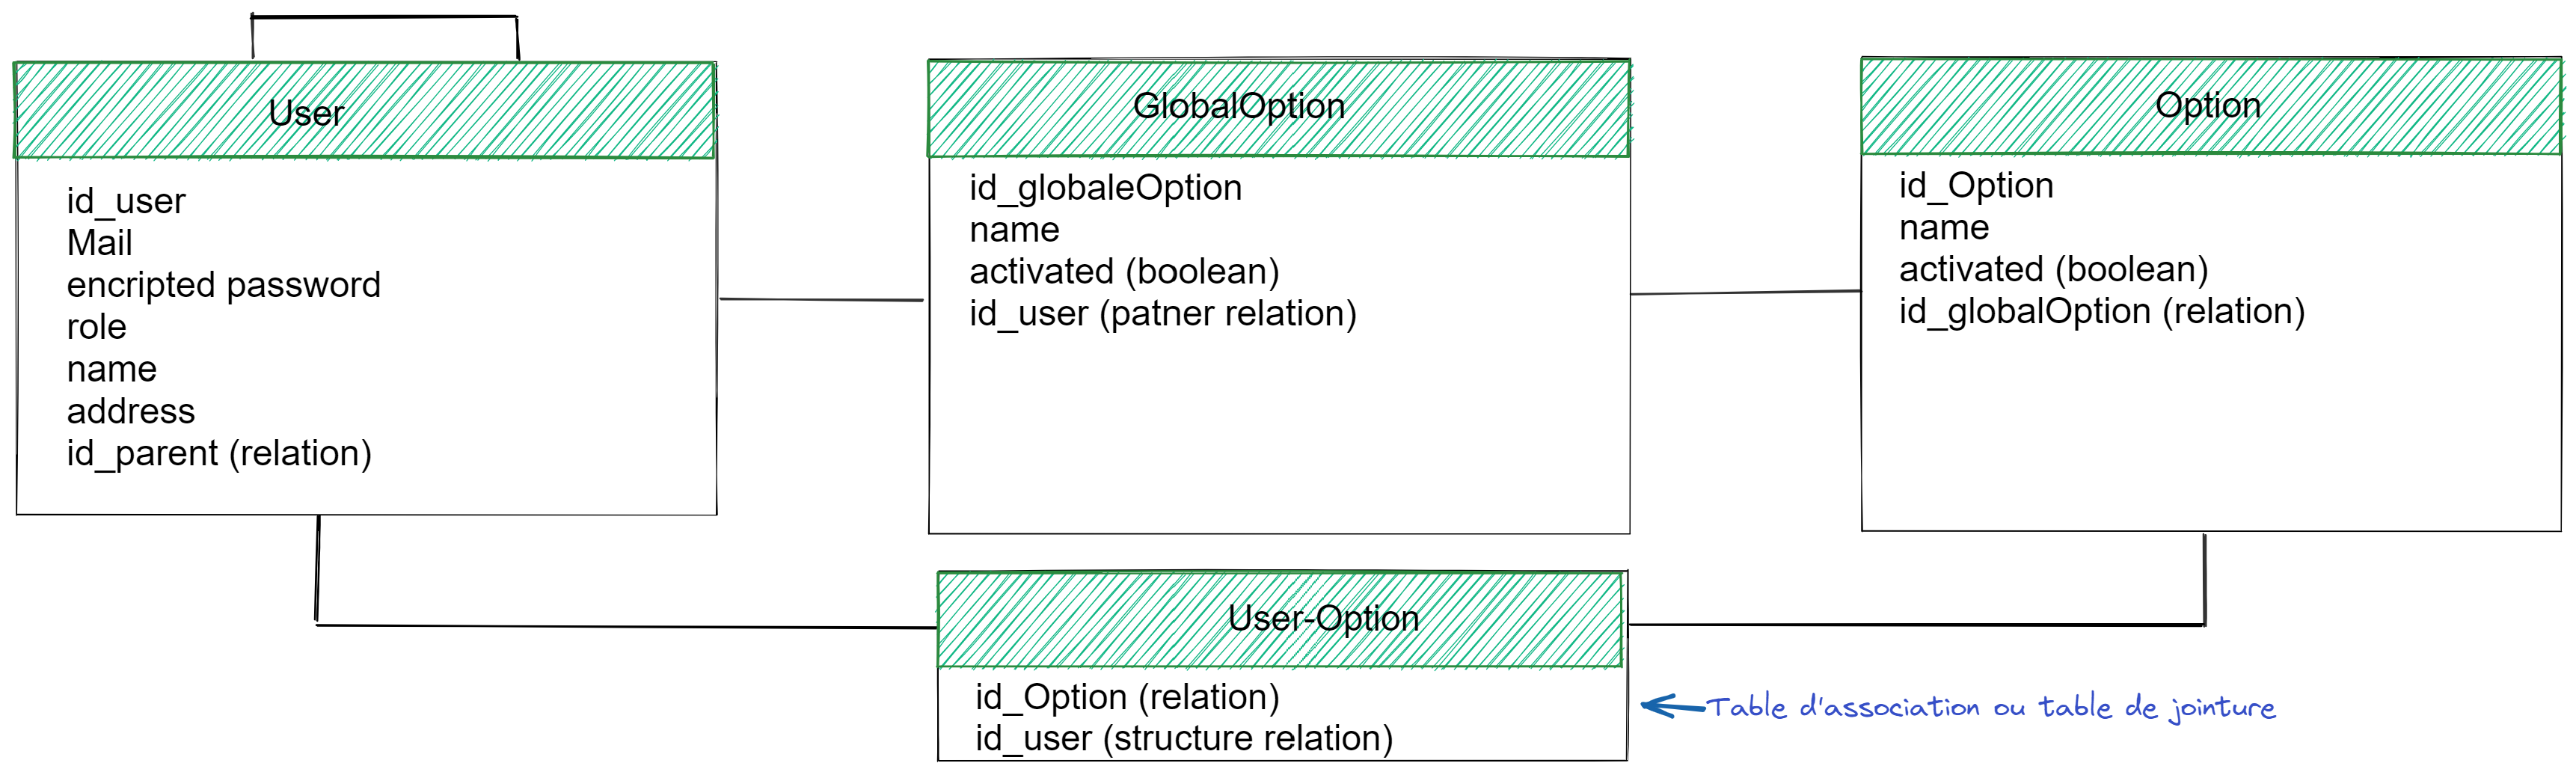 User
id_user
Mail
encripted password
role
name
address
id_parent (relation)
GlobalOption
id_globaleOption
name
activated (boolean)
id_user (patner relation)
Option
id_Option
name
activated (boolean)
id_globalOption (relation)
User-Option
id_Option (relation)
id_user (structure relation)
Table d'association ou table de jointure